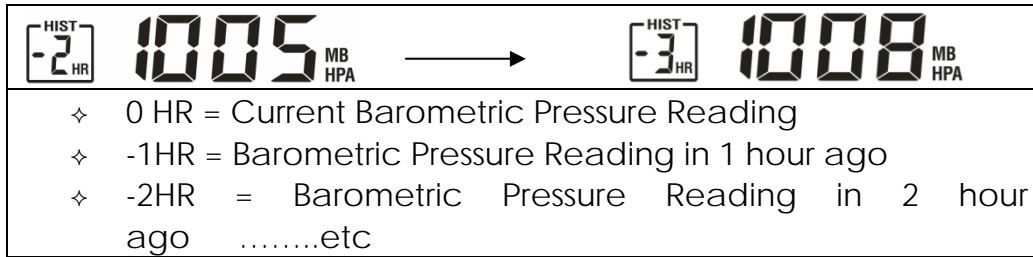 HIST HIST
-2 HR 1005 MB HPA -3 HR 1008 MB HPA
0 HR = Current Barometric Pressure Reading
-1HR = Barometric Pressure Reading in 1 hour ago
-2HR = Barometric Pressure Reading in 2 hour
ago ........etc